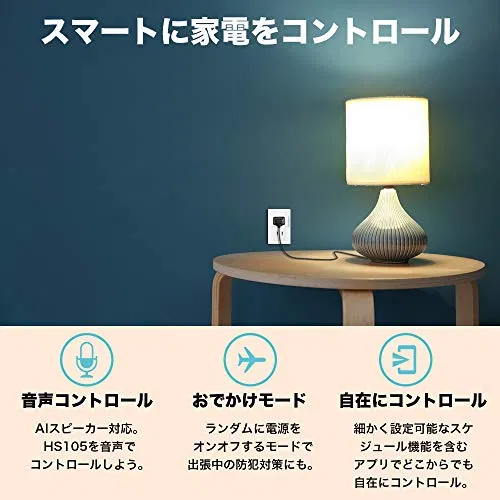 スマートに家電をコントロール
音声コントロール
AIスピーカー対応。
HS105を音声で
コントロールしよう。
おでかけモード
ランダムに電源を
オンオフするモードで
出張中の防犯対策にも。
自在にコントロール
細かく設定可能なスケ
ジュール機能を含む
アプリでどこからでも
自在にコントロール。